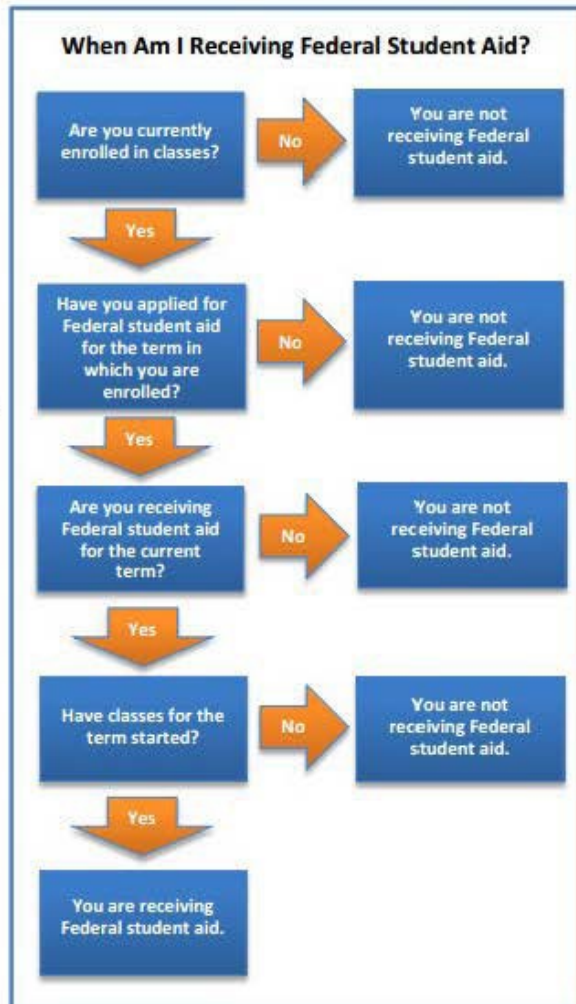 When Am I Receiving Federal Student Aid?
Are you currently
enrolled in classes?
No
You are not
receiving Federal
student aid.
Yes
Have you applied for
Federal student aid
for the term in
which you are
enrolled?
No
You are not
receiving Federal
student aid.
Yes
Are you receiving
Federal student aid
for the current
term?
No
You are not
receiving Federal
student aid.
Yes
Have classes for the
term started?
No
You are not
receiving Federal
student aid.
Yes
You are receiving
Federal student aid.